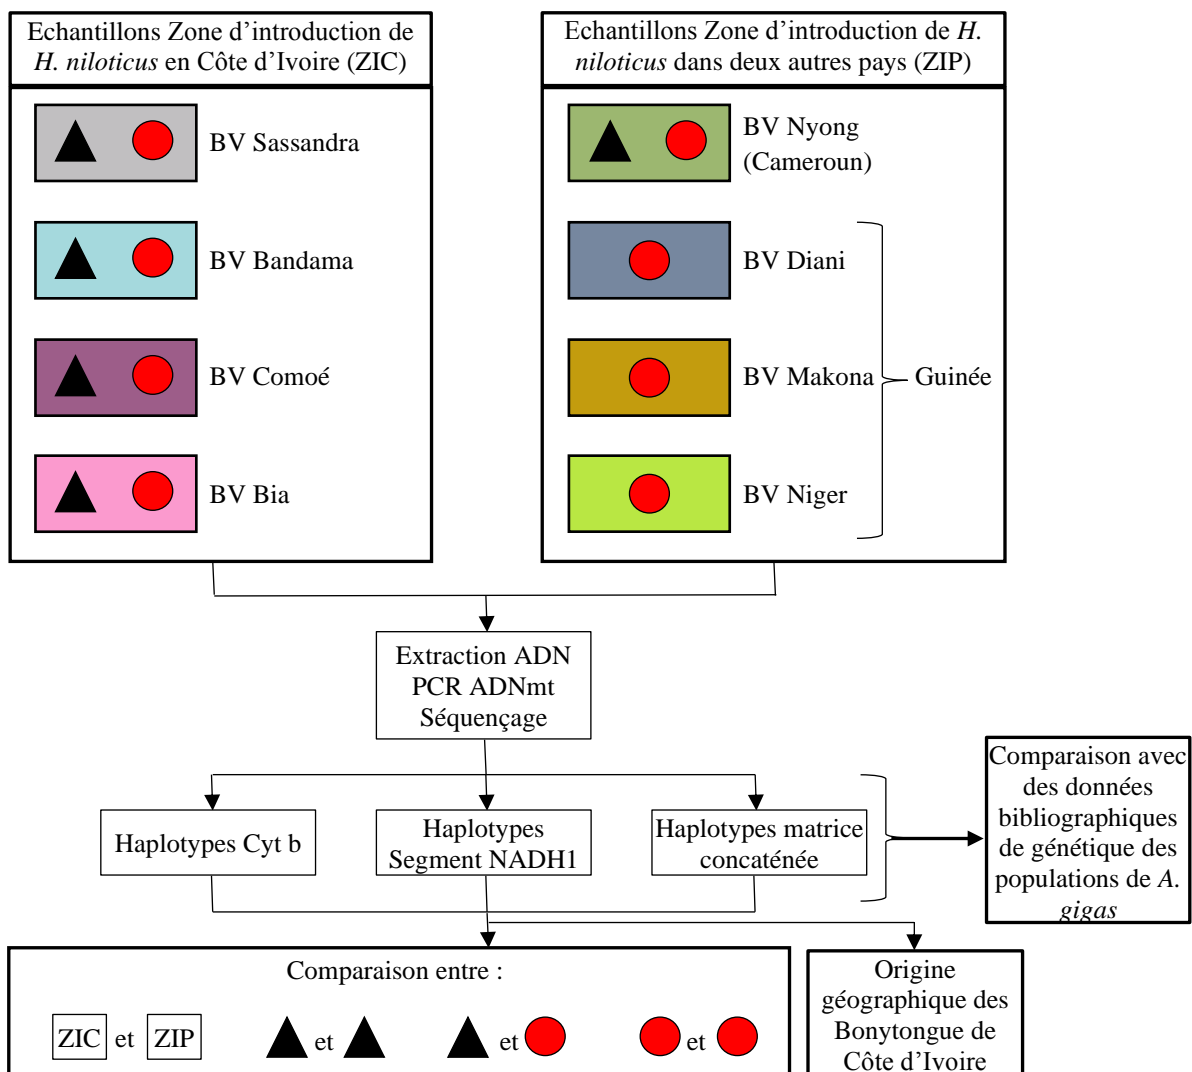 Echantillons Zone d'introduction de
H. niloticus en Côte d'Ivoire (ZIC)
BV Sassandra
BV Bandama
BV Comoé
BV Bia
Echantillons Zone d'introduction de H.
niloticus dans deux autres pays (ZIP)
BV Nyong
(Cameroun)
BV Diani
BV Makona
BV Niger
Guinée
Extraction ADN
PCR ADNmt
Séquençage
Haplotypes Cyt b
Haplotypes
Segment NADH1
Haplotypes matrice
concaténée
Comparaison avec
des données
bibliographiques
de génétique des
populations de A.
gigas
Comparaison entre :
ZIC et ZIP
et
et
et
Origine
géographique des
Bonytongue de
Côte d'Ivoire